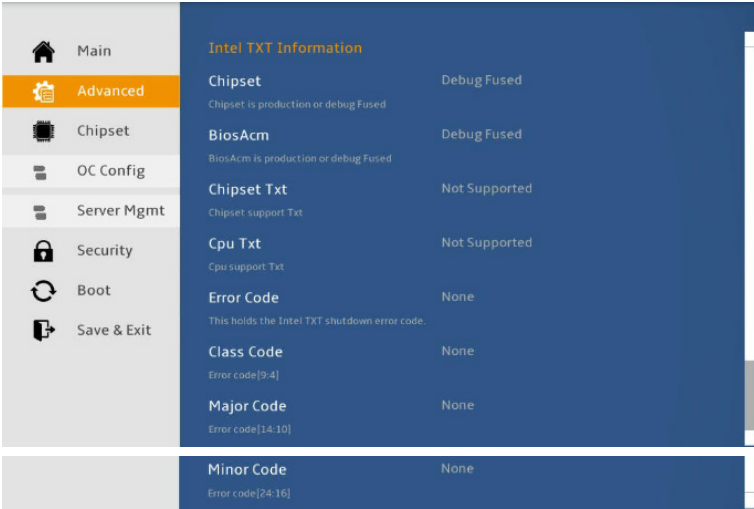 Main
Advanced
Chipset
OC Config
Server Mgmt
Security
Boot
Save & Exit
Intel TXT Information
Chipset Debug Fused
Chipset is production or debug Fused
BiosAcm Debug Fused
BiosAcm is production or debug Fused
Chipset Txt Not Supported
Chipset support Txt
Cpu Txt Not Supported
Cpu support Txt
Error Code None
This holds the Intel TXT shutdown error code.
Class Code None
Error code[9:4]
Major Code None
Error code[14:10]
Minor Code None
Error code[24:16]